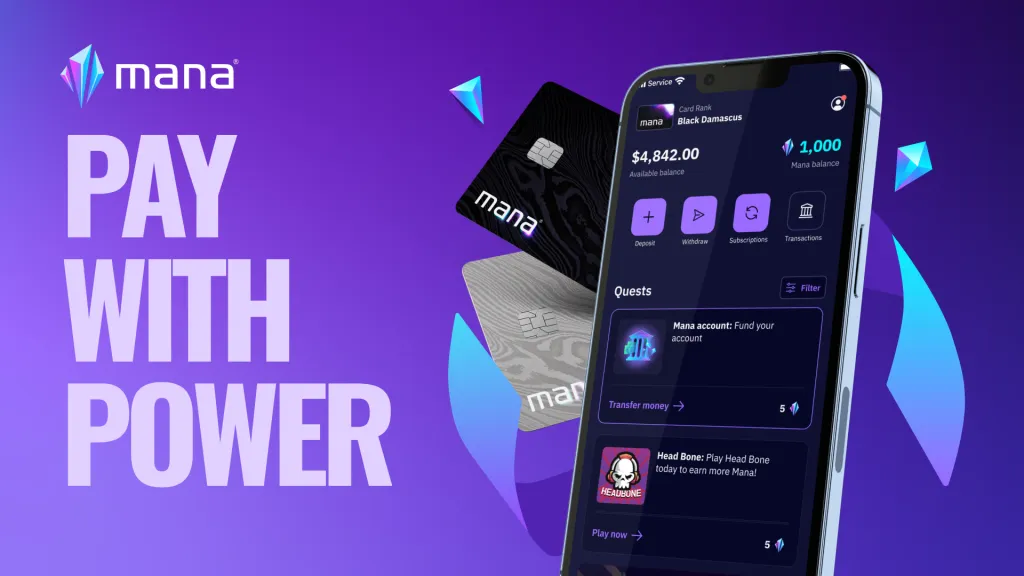 mana®
PAY
WITH
POWER
mana
mana
Service
mana
Card Rank
Black Damascus
$4,842.00
Available balance
1,000
Mana balance
Deposit
Withdraw
Subscriptions
Transactions
Quests
Filter
Mana account: Fund your
account
Transfer money →
5
HEADBONE
Head Bone: Play Head Bone
today to earn more Mana!
Play now →
5